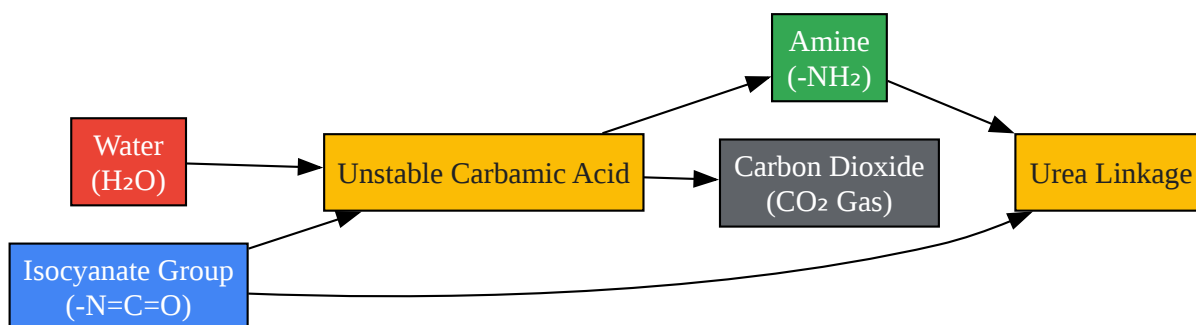 Water
(H₂O)
Isocyanate Group
(-N=C=O)
Unstable Carbamic Acid
Amine
(-NH₂)
Carbon Dioxide
(CO₂ Gas)
Urea Linkage